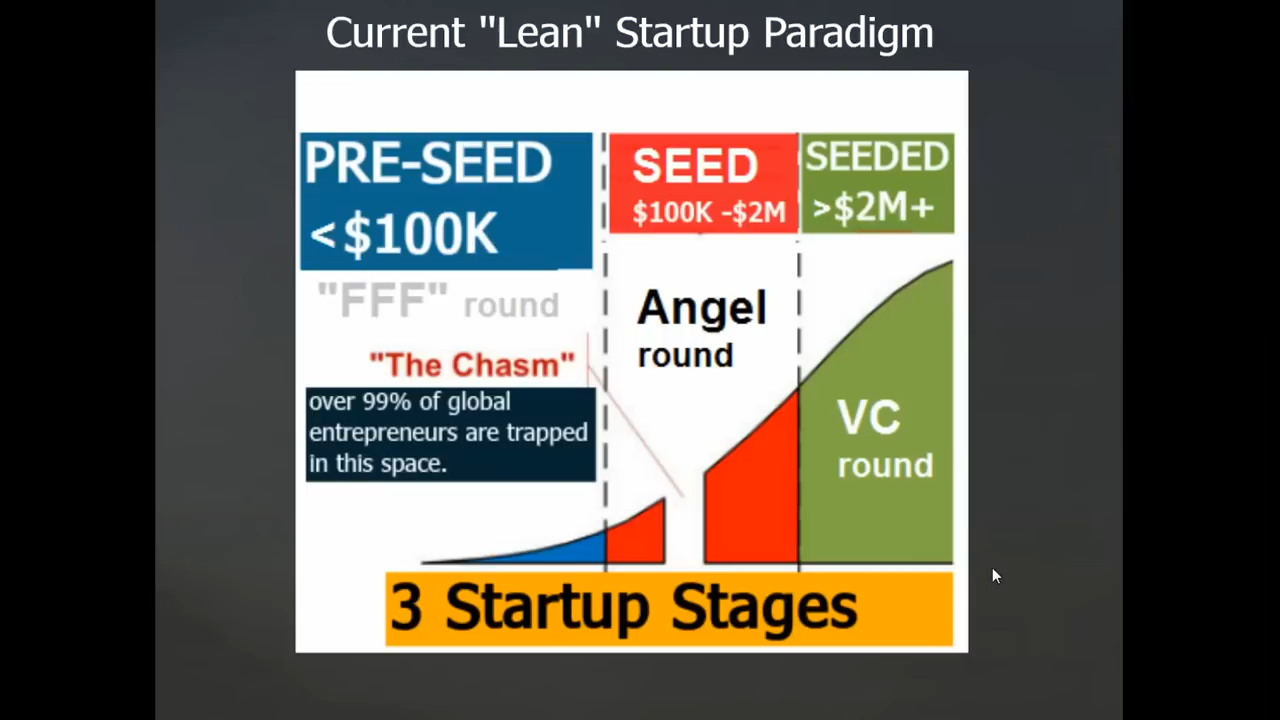 Current "Lean" Startup Paradigm
PRE-SEED
<$100K
SEED
$100K -$2M
SEEDED
>$2M+
"FFF" round
"The Chasm"
over 99% of global
entrepreneurs are trapped
in this space.
Angel
round
VC
round
3 Startup Stages